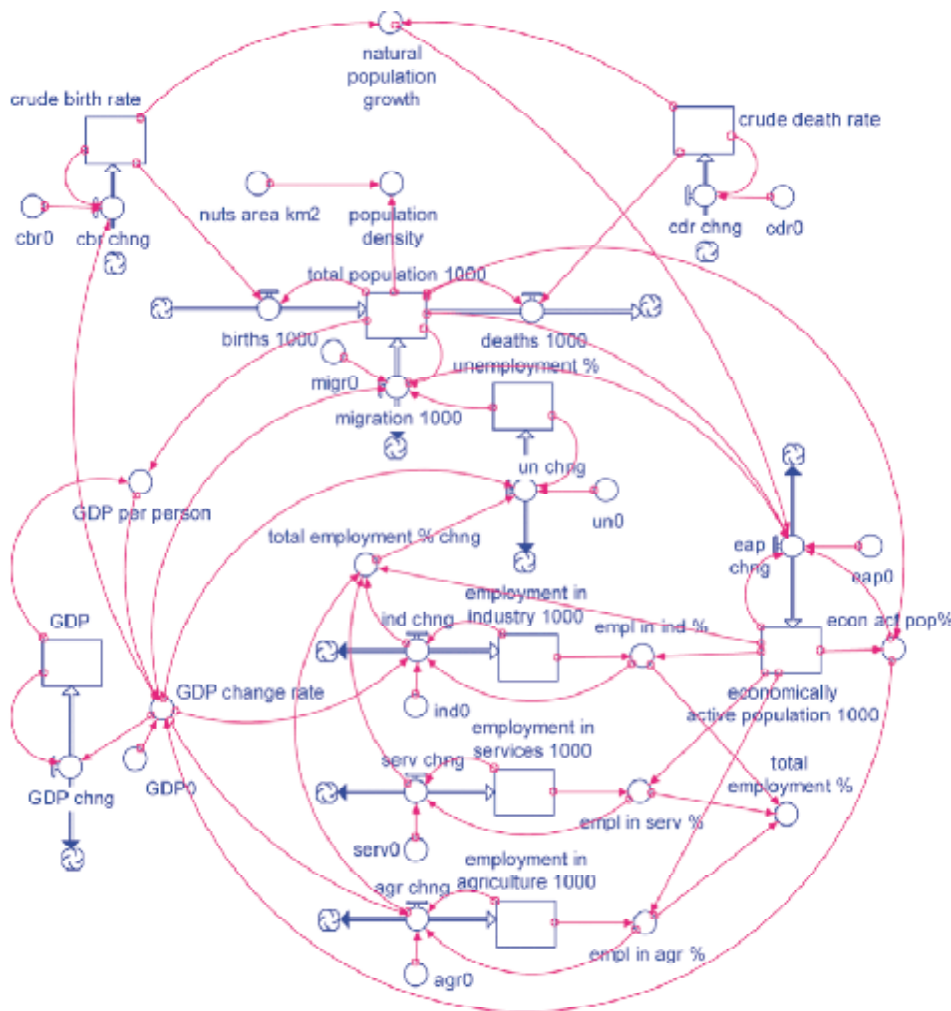 natural
population
growth
crude birth rate
crude death rate
cbr0
cbr chng
nuts area km2
population
density
cdr chng
cdr0
total population 1000
births 1000
deaths 1000
migr0
unemployment %
migration 1000
un chng
GDP per person
un0
total employment % chng
eap
chng
eap0
GDP
ind chng
employment in
industry 1000
empl in ind %
econ act pop%
GDP change rate
ind0
economically
active population 1000
employment in
services 1000
serv chng
GDP chng
GDP0
total
employment %
serv0
empl in serv %
employment in
agriculture 1000
agr chng
agr0
empl in agr %